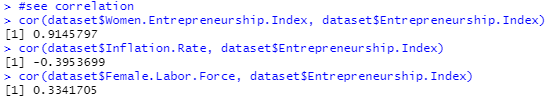 > #see correlation
> cor(dataset$Women.Entrepreneurship.Index, dataset$Entrepreneurship.Index)
[1] 0.9145797
> cor(dataset$Inflation.Rate, dataset$Entrepreneurship.Index)
[1] -0.3953699
> cor(dataset$Female.Labor.Force, dataset$Entrepreneurship.Index)
[1] 0.3341705